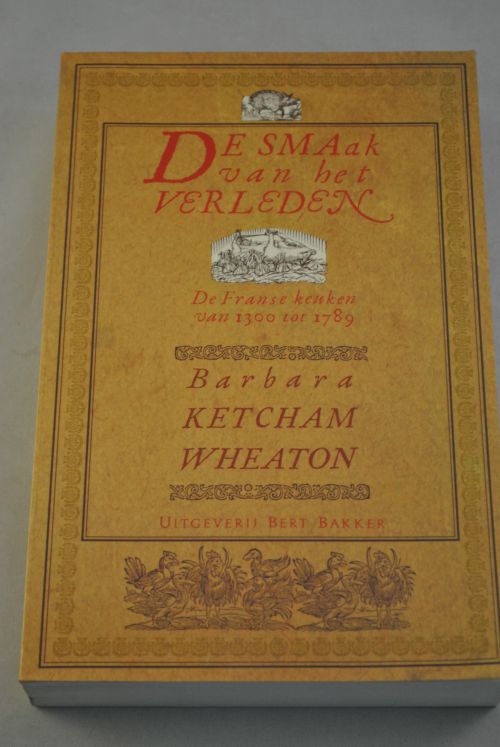 DE SMAak
van het
VERLEDEN
De Franse keuken
van 1300 tot 1789
Barbara
KETCHAM
WHEATON
UITGEVERIJ BERT BAKKER